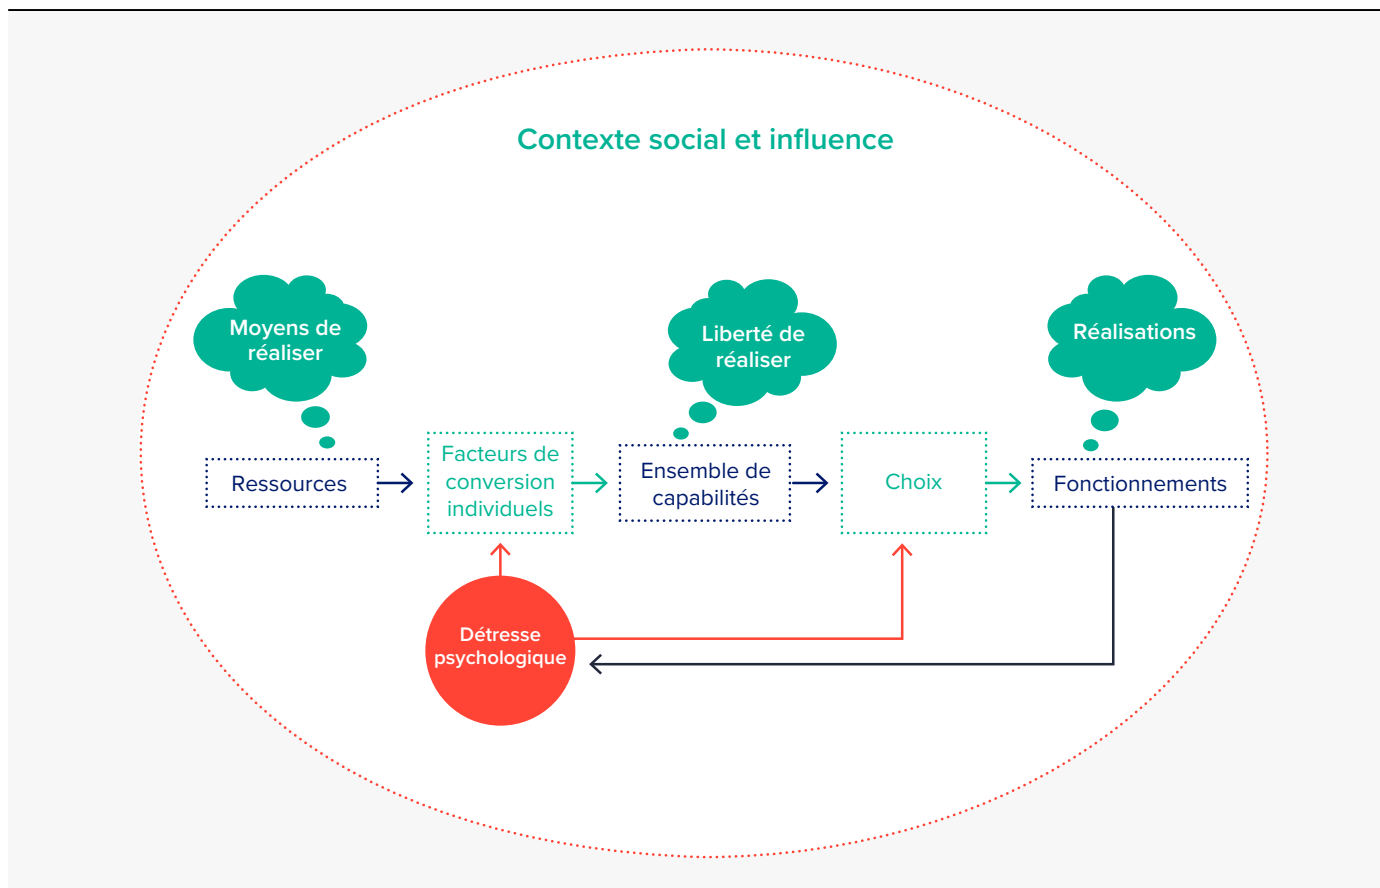 Contexte social et influence
Moyens de
réaliser
Liberté de
réaliser
Réalisations
Ressources
Facteurs de
conversion
individuels
Ensemble de
capabilités
Choix
Fonctionnements
Détresse
psychologique